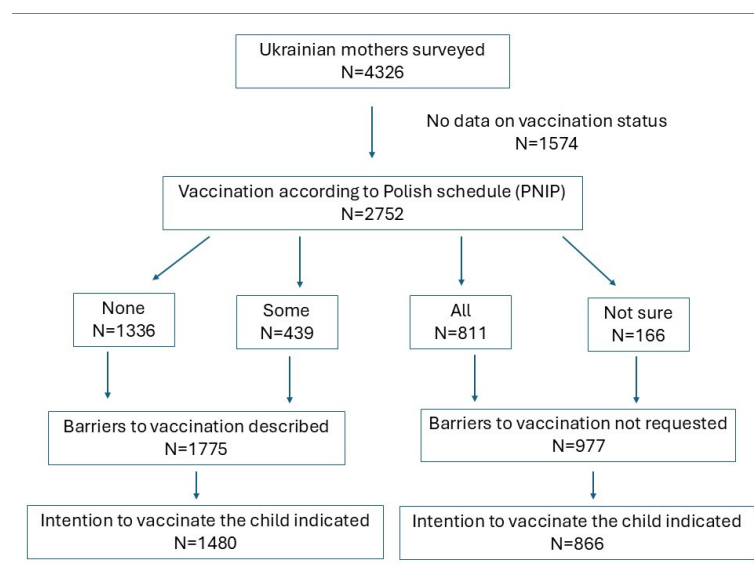 Ukrainian mothers surveyed
N=4326
No data on vaccination status
N=1574
Vaccination according to Polish schedule (PNIP)
N=2752
None
N=1336
Some
N=439
All
N=811
Not sure
N=166
Barriers to vaccination described
N=1775
Barriers to vaccination not requested
N=977
Intention to vaccinate the child indicated
N=1480
Intention to vaccinate the child indicated
N=866